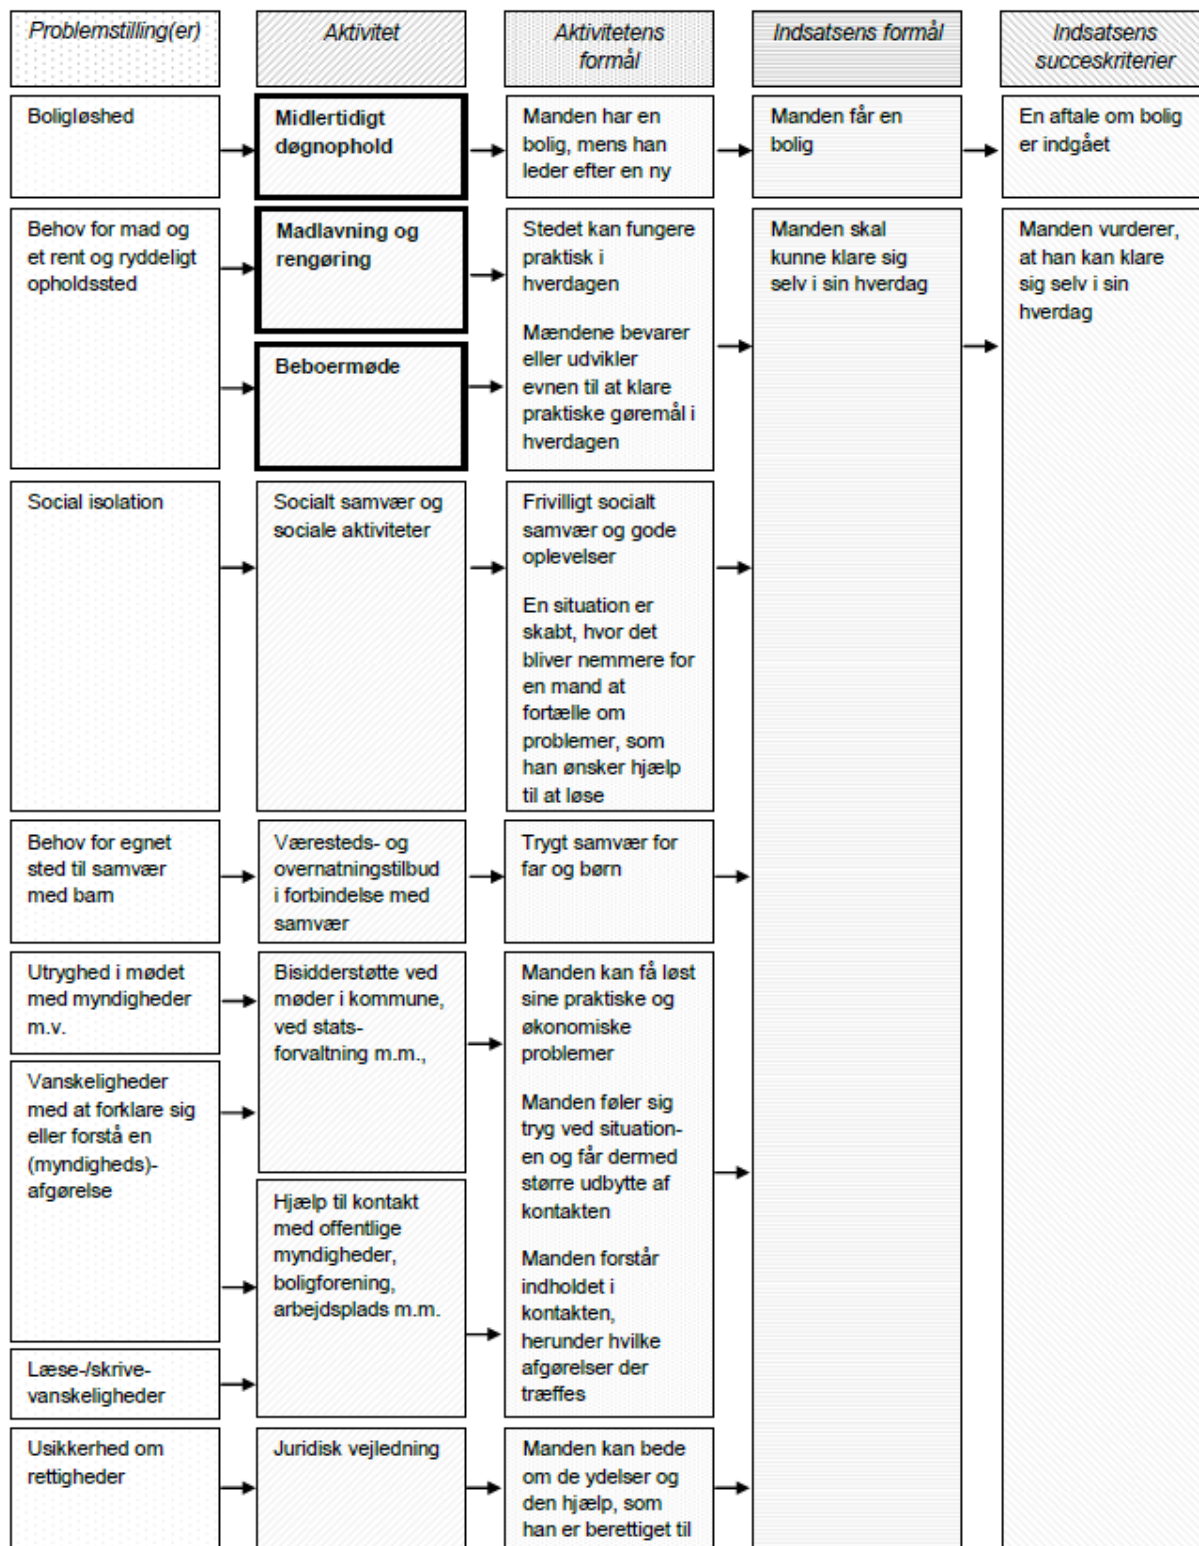 Problemstilling(er)
Aktivitet
Aktivitetens
formål
Indsatsens formål
Indsatsens
succeskriterier
Boligløshed
Midlertidigt
døgnophold
Manden har en
bolig, mens han
leder efter en ny
Manden får en
bolig
En aftale om bolig
er indgået
Behov for mad og
et rent og ryddeligt
opholdssted
Madlavning og
rengøring
Beboermøde
Stedet kan fungere
praktisk i
hverdagen
Mændene bevarer
eller udvikler
evnen til at klare
praktiske gøremål i
hverdagen
Manden skal
kunne klare sig
selv i sin hverdag
Manden vurderer,
at han kan klare
sig selv i sin
hverdag
Social isolation
Socialt samvær og
sociale aktiviteter
Frivilligt socialt
samvær og gode
oplevelser
En situation er
skabt, hvor det
bliver nemmere for
en mand at
fortælle om
problemer, som
han ønsker hjælp
til at løse
Behov for egnet
sted til samvær
med barn
Væresteds- og
overnatningstilbud
i forbindelse med
samvær
Trygt samvær for
far og børn
Utryghed i mødet
med myndigheder
m.v.
Vanskeligheder
med at forklare sig
eller forstå en
(myndigheds)-
afgørelse
Læse-/skrive-
vanskeligheder
Bisidderstøtte ved
møder i kommune,
ved stats-
forvaltning m.m.,
Hjælp til kontakt
med offentlige
myndigheder,
boligforening,
arbejdsplads m.m.
Manden kan få løst
sine praktiske og
økonomiske
problemer
Manden føler sig
tryg ved situation-
en og får dermed
større udbytte af
kontakten
Manden forstår
indholdet i
kontakten,
herunder hvilke
afgørelser der
træffes
Usikkerhed om
rettigheder
Juridisk vejledning
Manden kan bede
om de ydelser og
den hjælp, som
han er berettiget til